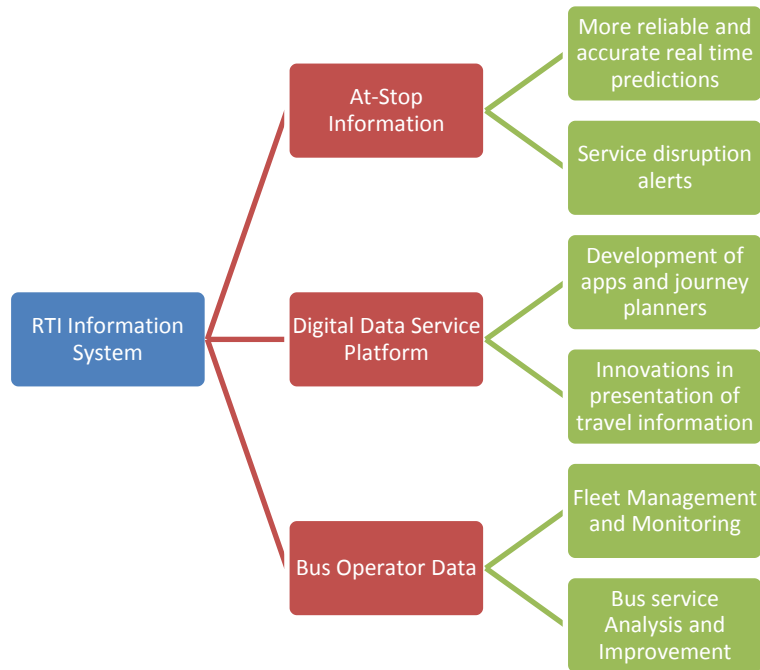 RTI Information
System
At-Stop
Information
More reliable and
accurate real time
predictions
Service disruption
alerts
Digital Data Service
Platform
Development of
apps and journey
planners
Innovations in
presentation of
travel information
Bus Operator Data
Fleet Management
and Monitoring
Bus service
Analysis and
Improvement